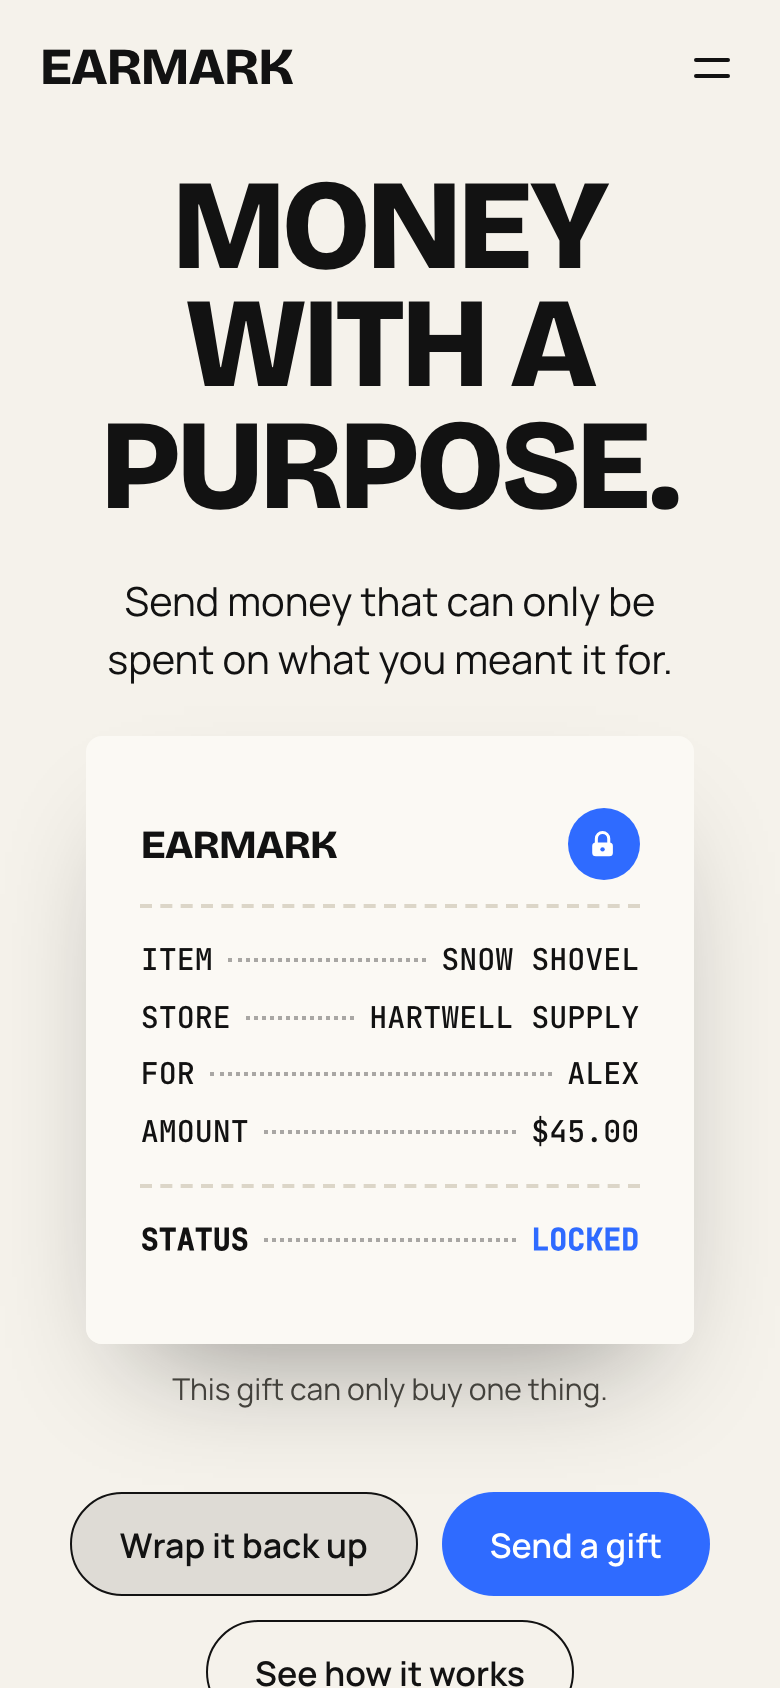 EARMARK
MONEY
WITH A
PURPOSE.
Send money that can only be
spent on what you meant it for.
EARMARK
ITEM SNOW SHOVEL
STORE HARTWELL SUPPLY
FOR ALEX
AMOUNT $45.00
STATUS LOCKED
This gift can only buy one thing.
Wrap it back up Send a gift
See how it works